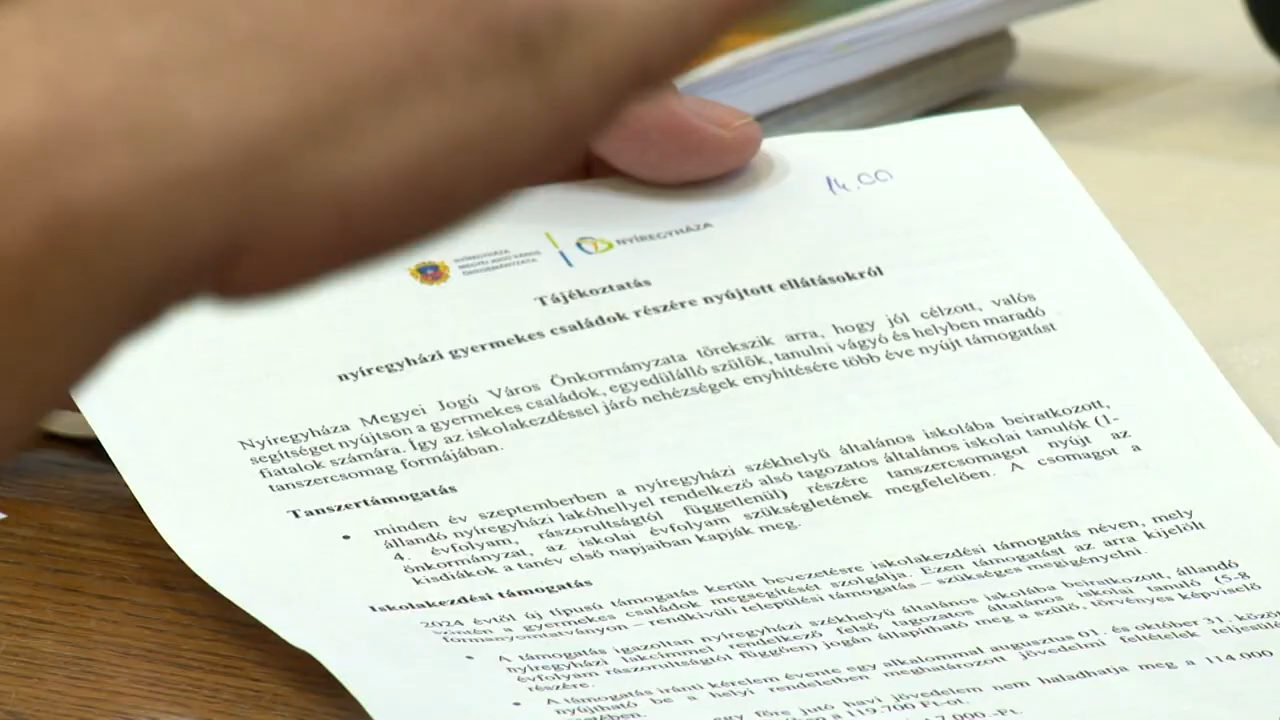 14.00
NYÍREGYHÁZA
MEGYEI JOGÚ VÁROS
ÖNKORMÁNYZATA
NYÍREGYHÁZA
Tájékoztatás
nyíregyházi gyermekes családok részére nyújtott ellátásokról
Nyíregyháza Megyei Jogú Város Önkormányzata törekszik arra, hogy jól célzott, valós
segítséget nyújtson a gyermekes családok, egyedülálló szülők, tanulni vágyó és helyben maradó
fiatalok számára. Így az iskolakezdéssel járó nehézségek enyhítésére több éve nyújt támogatást
tanszercsomag formájában.
Tanszertámogatás
• minden év szeptemberben a nyíregyházi székhelyű általános iskolába beiratkozott,
állandó nyíregyházi lakóhellyel rendelkező alsó tagozatos általános iskolai tanulók (1-
4. évfolyam, rászorultságtól függetlenül) részére tanszercsomagot nyújt az
önkormányzat, az iskolai évfolyam szükségletének megfelelően. A csomagot a
kisdiákok a tanév első napjaiban kapják meg.
Iskolakezdési támogatás
2024 évtől új típusú támogatás került bevezetésre iskolakezdési támogatás néven, mely
szintén a gyermekes családok megsegítését szolgálja. Ezen támogatást az arra kijelölt
formanyomtatványon – rendkívüli települési támogatás – szükséges megigényelni.
• A támogatás igazoltan nyíregyházi székhelyű általános iskolába beiratkozott, állandó
nyíregyházi lakcímmel rendelkező felső tagozatos általános iskolai tanuló (5-8
évfolyam rászorultságtól függően) jogán állapítható meg a szülő, törvényes képviselő
részére.
• A támogatás iránti kérelem évente egy alkalommal augusztus 01. és október 31. közö
nyújtható be a helyi rendeletben meghatározott jövedelmi feltételek teljesülé
egy főre jutó havi jövedelem nem haladhatja meg a 114.000
a 119.700 Ft-ot.
7.000.-Ft.